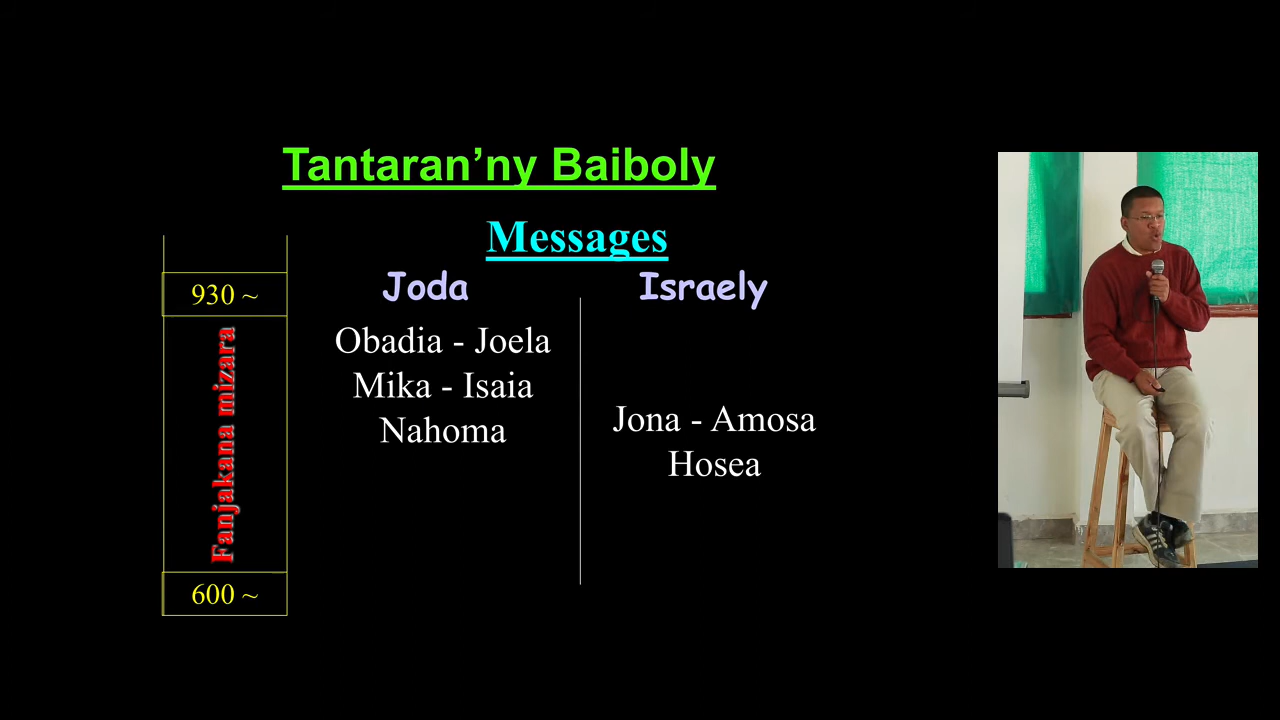 Tantaran’ny Baiboly
Messages
Joda
Israely
930 ~
Fanjakana mizara
600 ~
Obadia - Joela
Mika - Isaia
Nahoma
Jona - Amosa
Hosea